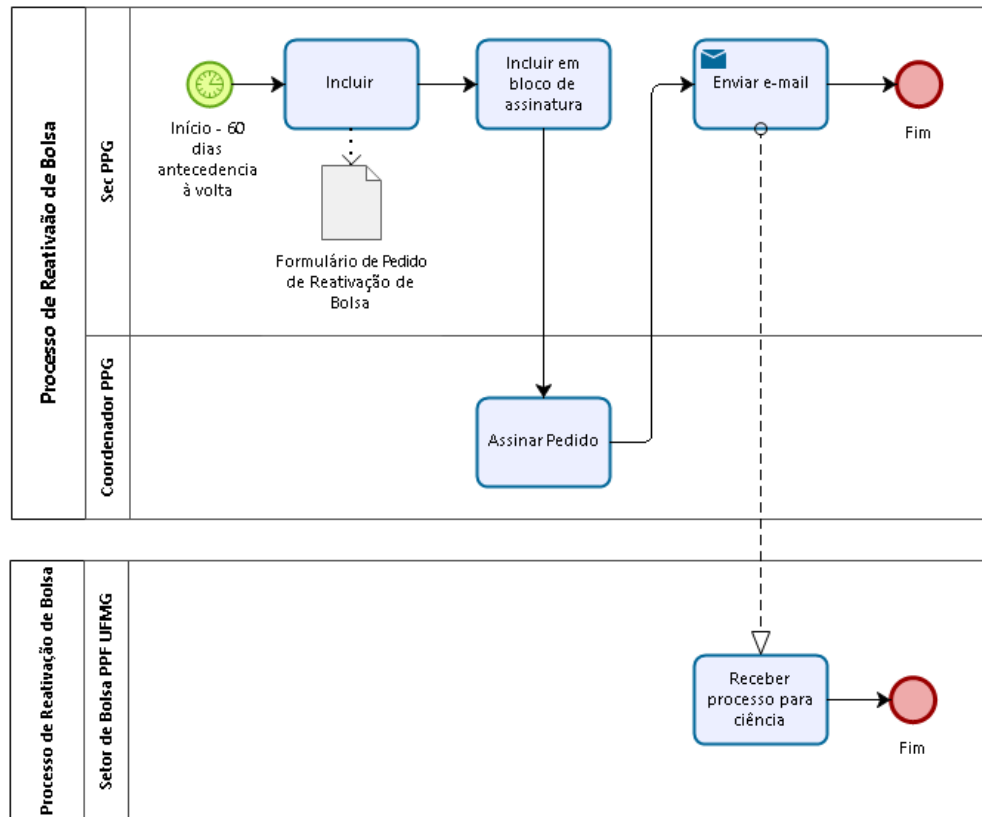 Processo de Reativaão de Bolsa
Sec PPG
Início - 60
dias
antecedencia
à volta
Incluir
Formulário de Pedido
de Reativação de
Bolsa
Incluir em
bloco de
assinatura
Enviar e-mail
Fim
Coordenador PPG
Assinar Pedido
Processo de Reativação de Bolsa
Setor de Bolsa PPF UFMG
Receber
processo para
ciência
Fim